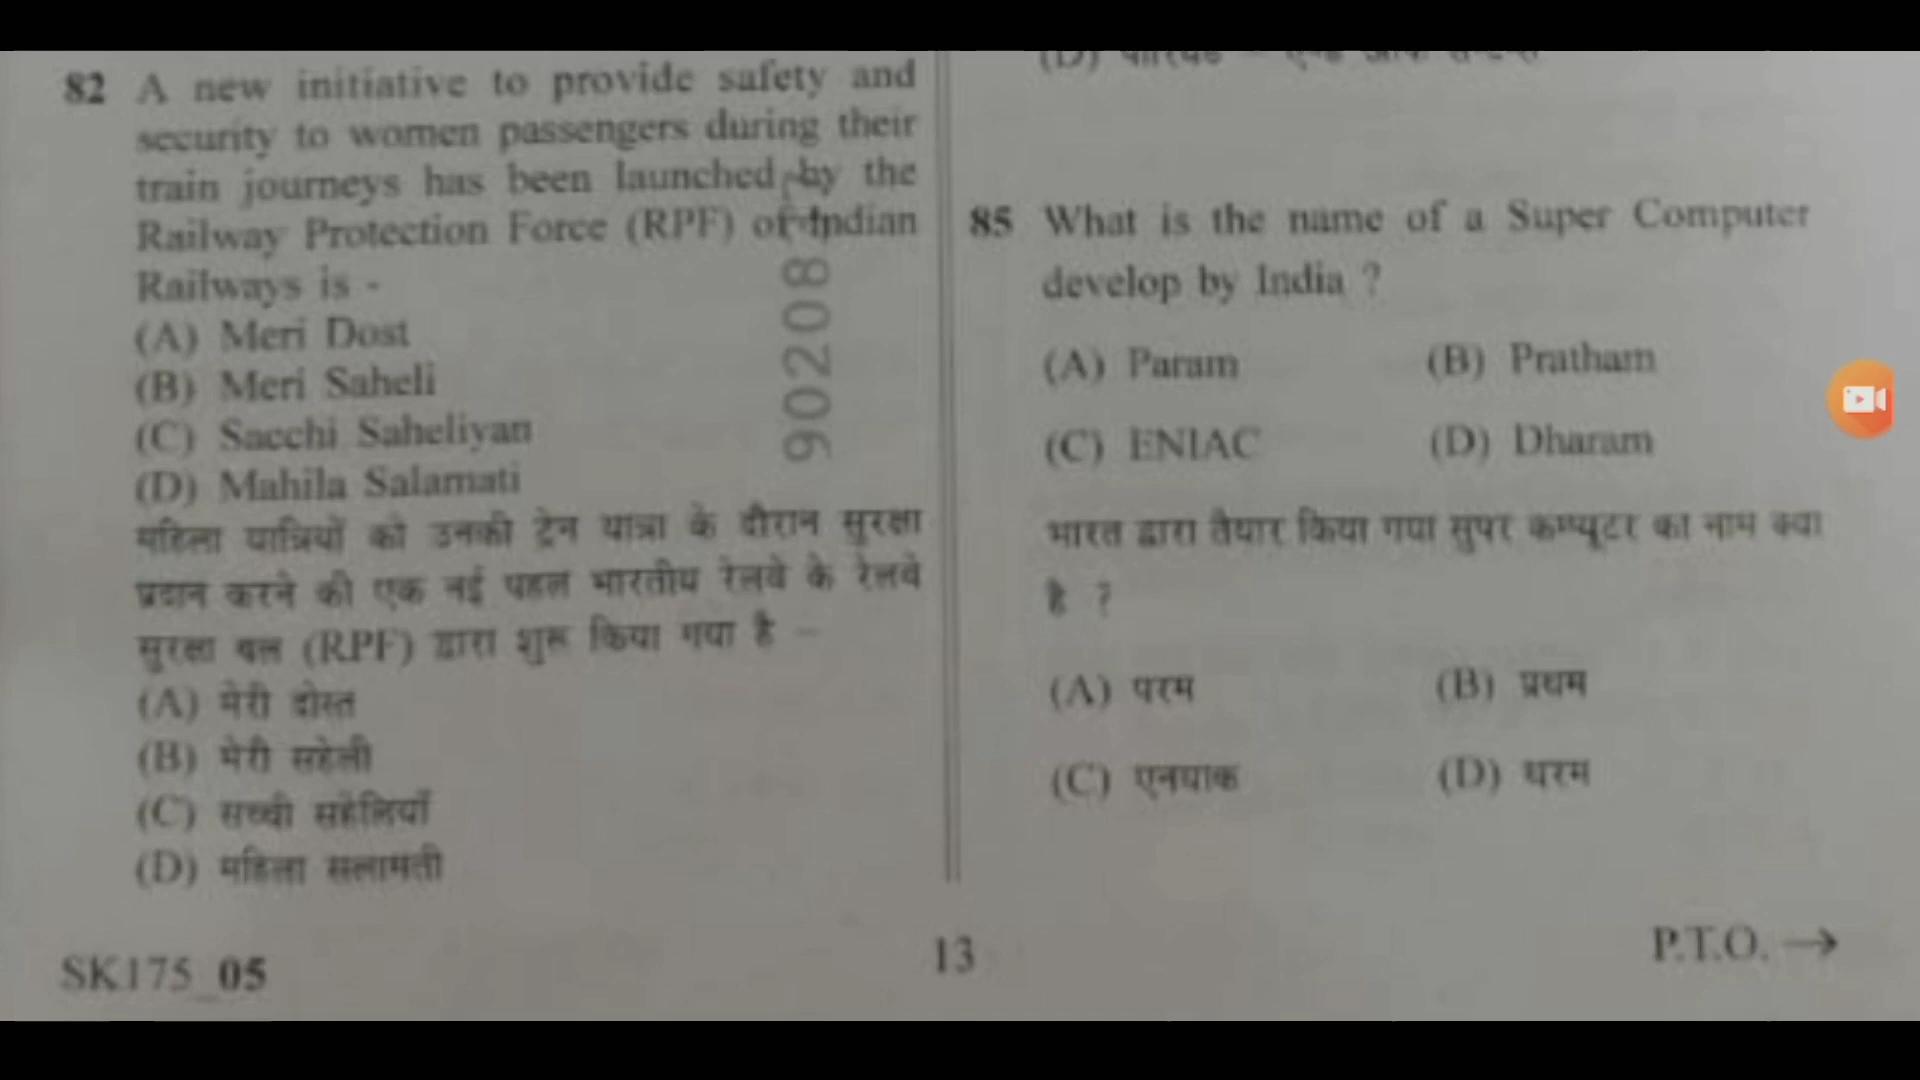 82 A new initiative to provide safety and
security to women passengers during their
train journeys has been launched by the
Railway Protection Force (RPF) of Indian
Railways is -
(A) Meri Dost
(B) Meri Saheli
(C) Sacchi Saheliyan
(D) Mahila Salamati
महिला यात्रियों को उनकी ट्रेन यात्रा के दौरान सुरक्षा
प्रदान करने की एक नई पहल भारतीय रेलवे के रेलवे
सुरक्षा बल (RPF) द्वारा शुरू किया गया है –
(A) मेरी दोस्त
(B) मेरी सहेली
(C) सच्ची सहेलियाँ
(D) महिला सलामती
90208
(D)
85 What is the name of a Super Computer
develop by India ?
(A) Param (B) Pratham
(C) ENIAC (D) Dharam
भारत द्वारा तैयार किया गया सुपर कम्प्यूटर का नाम क्या
है ?
(A) परम (B) प्रथम
(C) एनयाक (D) धरम
SK175_05
13
P.T.O. →